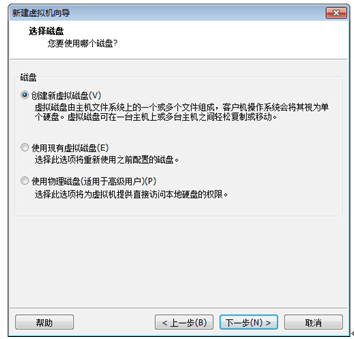 新建虚拟机向导
选择磁盘
您要使用哪个磁盘?
磁盘
创建新虚拟磁盘(V)
虚拟磁盘由主机文件系统上的一个或多个文件组成，客户机操作系统会将其视为单
个硬盘。虚拟磁盘可在一台主机上或多台主机之间轻松复制或移动。
使用现有虚拟磁盘(E)
选择此选项将重新使用之前配置的磁盘。
使用物理磁盘(适用于高级用户)(P)
选择此选项将为虚拟机提供直接访问本地硬盘的权限。
帮助
< 上一步(B)
下一步(N) >
取消